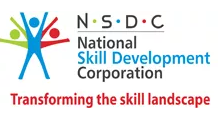 N·S·D·C
National
Skill Development
Corporation
Transforming the skill landscape